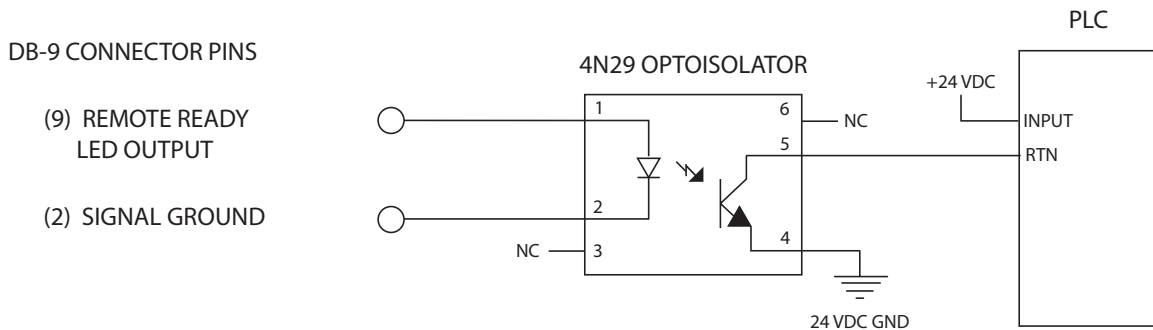 PLC
DB-9 CONNECTOR PINS
4N29 OPTOISOLATOR
+24 VDC
(9) REMOTE READY
LED OUTPUT
1
6
NC
INPUT
5
RTN
(2) SIGNAL GROUND
2
4
NC
3
24 VDC GND